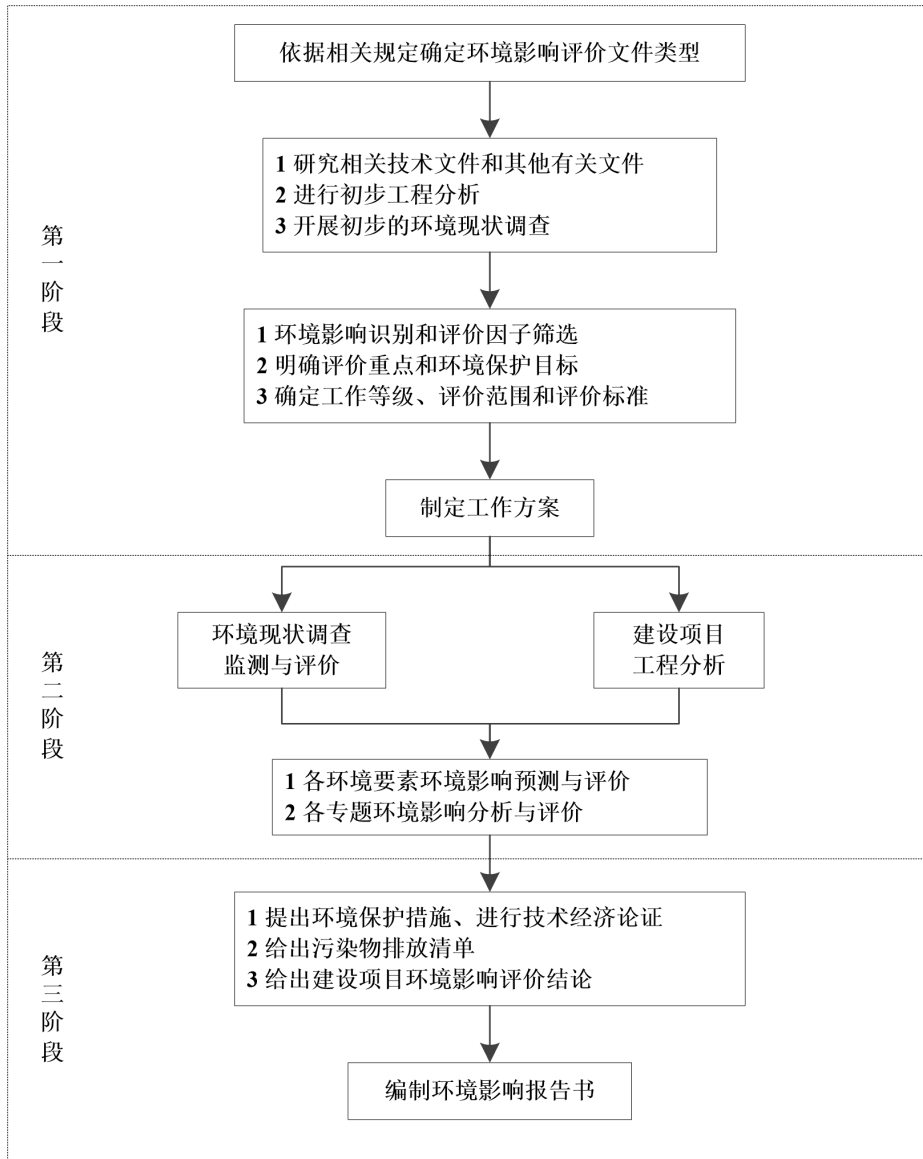 依据相关规定确定环境影响评价文件类型
1 研究相关技术文件和其他有关文件
2 进行初步工程分析
3 开展初步的环境现状调查
第一阶段
1 环境影响识别和评价因子筛选
2 明确评价重点和环境保护目标
3 确定工作等级、评价范围和评价标准
制定工作方案
环境现状调查
监测与评价
建设项目
工程分析
第二阶段
1 各环境要素环境影响预测与评价
2 各专题环境影响分析与评价
1 提出环境保护措施、进行技术经济论证
2 给出污染物排放清单
3 给出建设项目环境影响评价结论
第三阶段
编制环境影响报告书